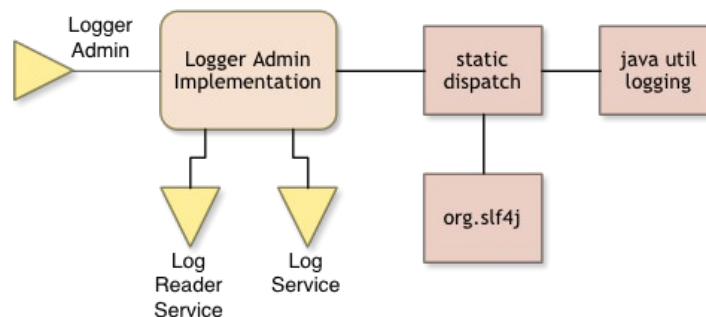 Logger
Admin
Logger Admin
Implementation
static
dispatch
java util
logging
org.slf4j
Log
Reader
Service
Log
Service